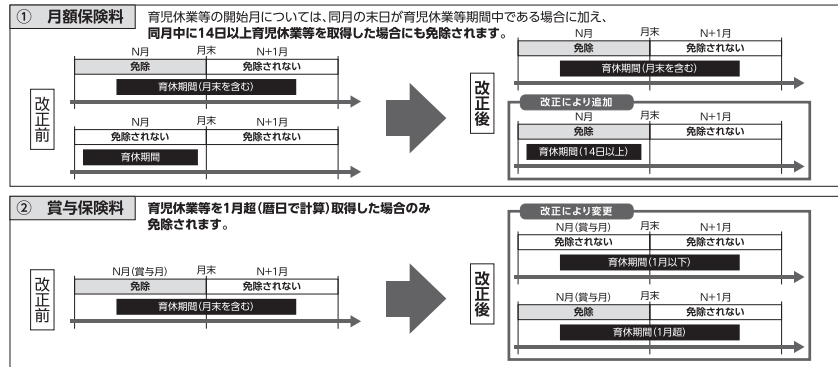 ① 月額保険料
育児休業等の開始月については、同月の末日が育児休業等期間中である場合に加え、
同月中に14日以上育児休業等を取得した場合にも免除されます。
改正前
N月 月末 N+1月
免除 免除されない
育休期間(月末を含む)
N月 月末 N+1月
免除されない 免除されない
育休期間
改正後
N月 月末 N+1月
免除 免除されない
育休期間(月末を含む)
改正により追加
N月 月末 N+1月
免除 免除されない
育休期間(14日以上)
② 賞与保険料
育児休業等を1月超(暦日で計算)取得した場合のみ
免除されます。
改正前
N月(賞与月) 月末 N+1月
免除 免除されない
育休期間(月末を含む)
改正後
改正により変更
N月(賞与月) 月末 N+1月
免除されない 免除されない
育休期間(1月以下)
N月(賞与月) 月末 N+1月
免除 免除されない
育休期間(1月超)